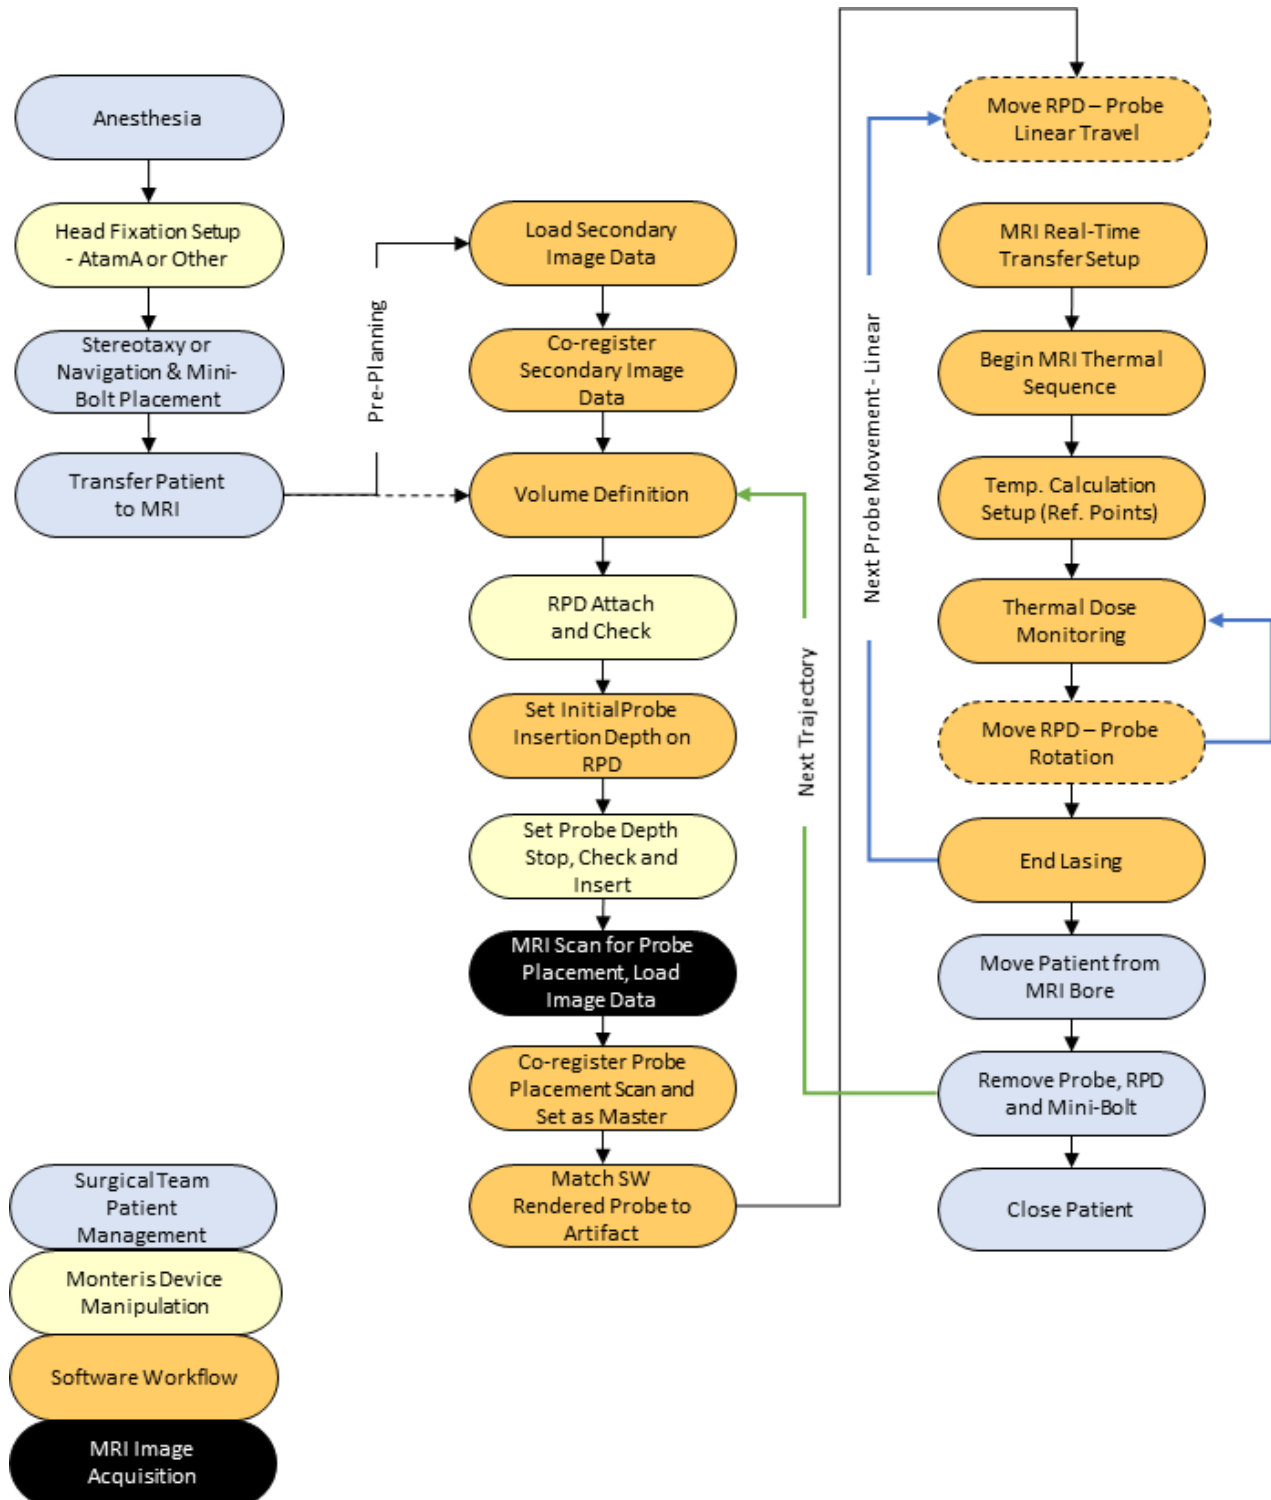 Anesthesia
Head Fixation Setup
- AtamA or Other
Stereotaxy or
Navigation & Mini-
Bolt Placement
Transfer Patient
to MRI
Pre-Planning
Load Secondary
Image Data
Co-register
Secondary Image
Data
Volume Definition
RPD Attach
and Check
Set Initial Probe
Insertion Depth on
RPD
Set Probe Depth
Stop, Check and
Insert
MRI Scan for Probe
Placement, Load
Image Data
Co-register Probe
Placement Scan and
Set as Master
Match SW
Rendered Probe to
Artifact
Next Trajectory
Next Probe Movement - Linear
Move RPD – Probe
Linear Travel
MRI Real-Time
Transfer Setup
Begin MRI Thermal
Sequence
Temp. Calculation
Setup (Ref. Points)
Thermal Dose
Monitoring
Move RPD – Probe
Rotation
End Lasing
Move Patient from
MRI Bore
Remove Probe, RPD
and Mini-Bolt
Close Patient
Surgical Team
Patient
Management
Monteris Device
Manipulation
Software Workflow
MRI Image
Acquisition